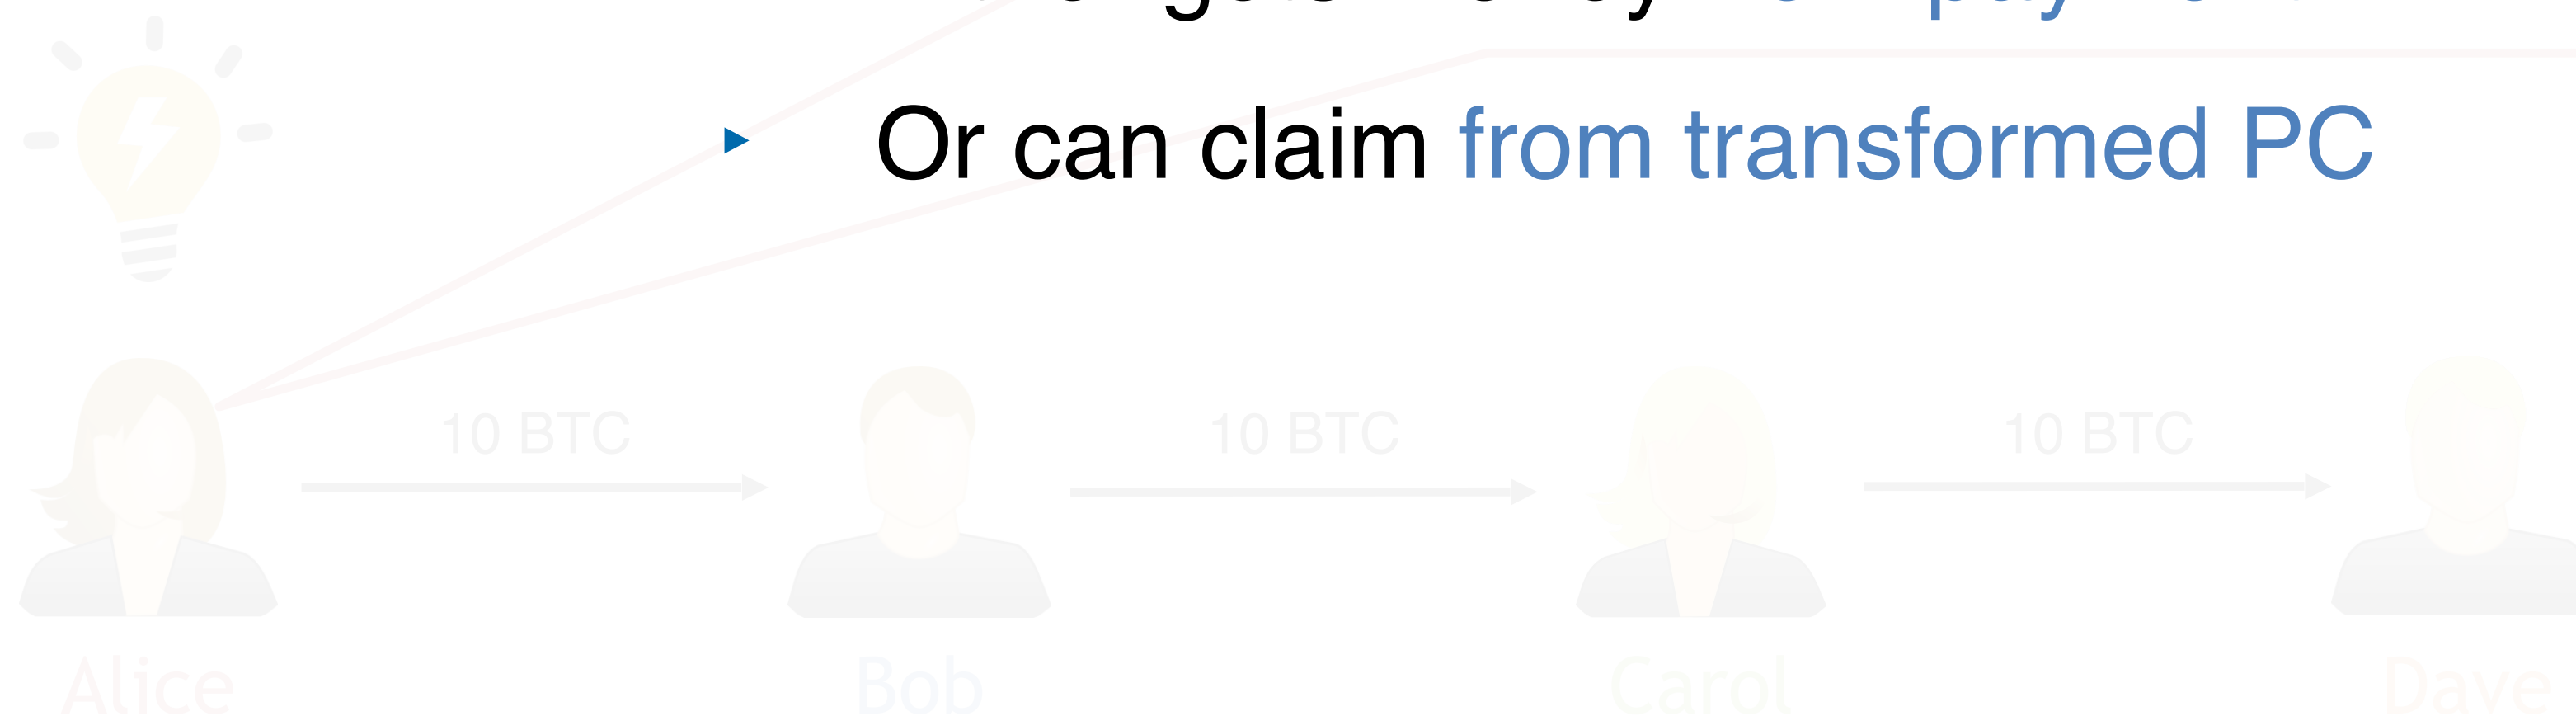 Or can claim from transformed PC
10 BTC 10 BTC 10 BTC
Alice Bob Carol Dave